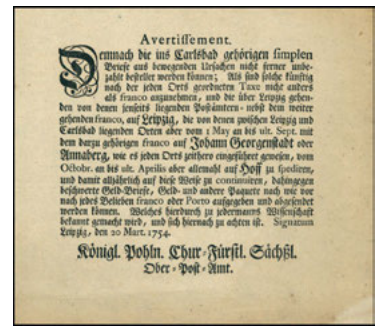 Avertissement.
Demnach die ins Carlsbad gehörigen simplen
Briefe aus bewegenden Ursachen nicht ferner unbe-
zahlt bestellet werden können; Als sind solche künftig
nach der jeden Orts geordneten Taxe nicht anders
als franco anzunehmen, und die über Leipzig gehen-
den von denen jenseits liegenden Postämtern, nebst dem weiter
gehenden franco, auf Leipzig, die von denen zwischen Leipzig und
Carlsbad liegenden Orten aber vom 1 May an bis ult. Sept. mit
dem darzu gehörigen franco auf Johann Georgenstadt oder
Annaberg, wie es jeden Orts zeithero eingeführet gewesen, vom
Octobr. an bis ult. Aprilis aber allemal auf Hoff zu spediren,
und damit alljährlich auf diese Weise zu continuiren, dahingegen
beschwerte Geld-Briefe, Geld- und andere Paquete nach wie vor
nach jedes Belieben franco oder Porto aufgegeben und abgesendet
werden können. Welches hierdurch zu jedermanns Wissenschaft
bekannt gemacht wird, und sich hiernach zu achten ist. Signatum
Leipzig, den 20 Mart. 1754.
Königl. Pohln. Chur-Fürstl. Sächßl.
Ober-Post-Amt.